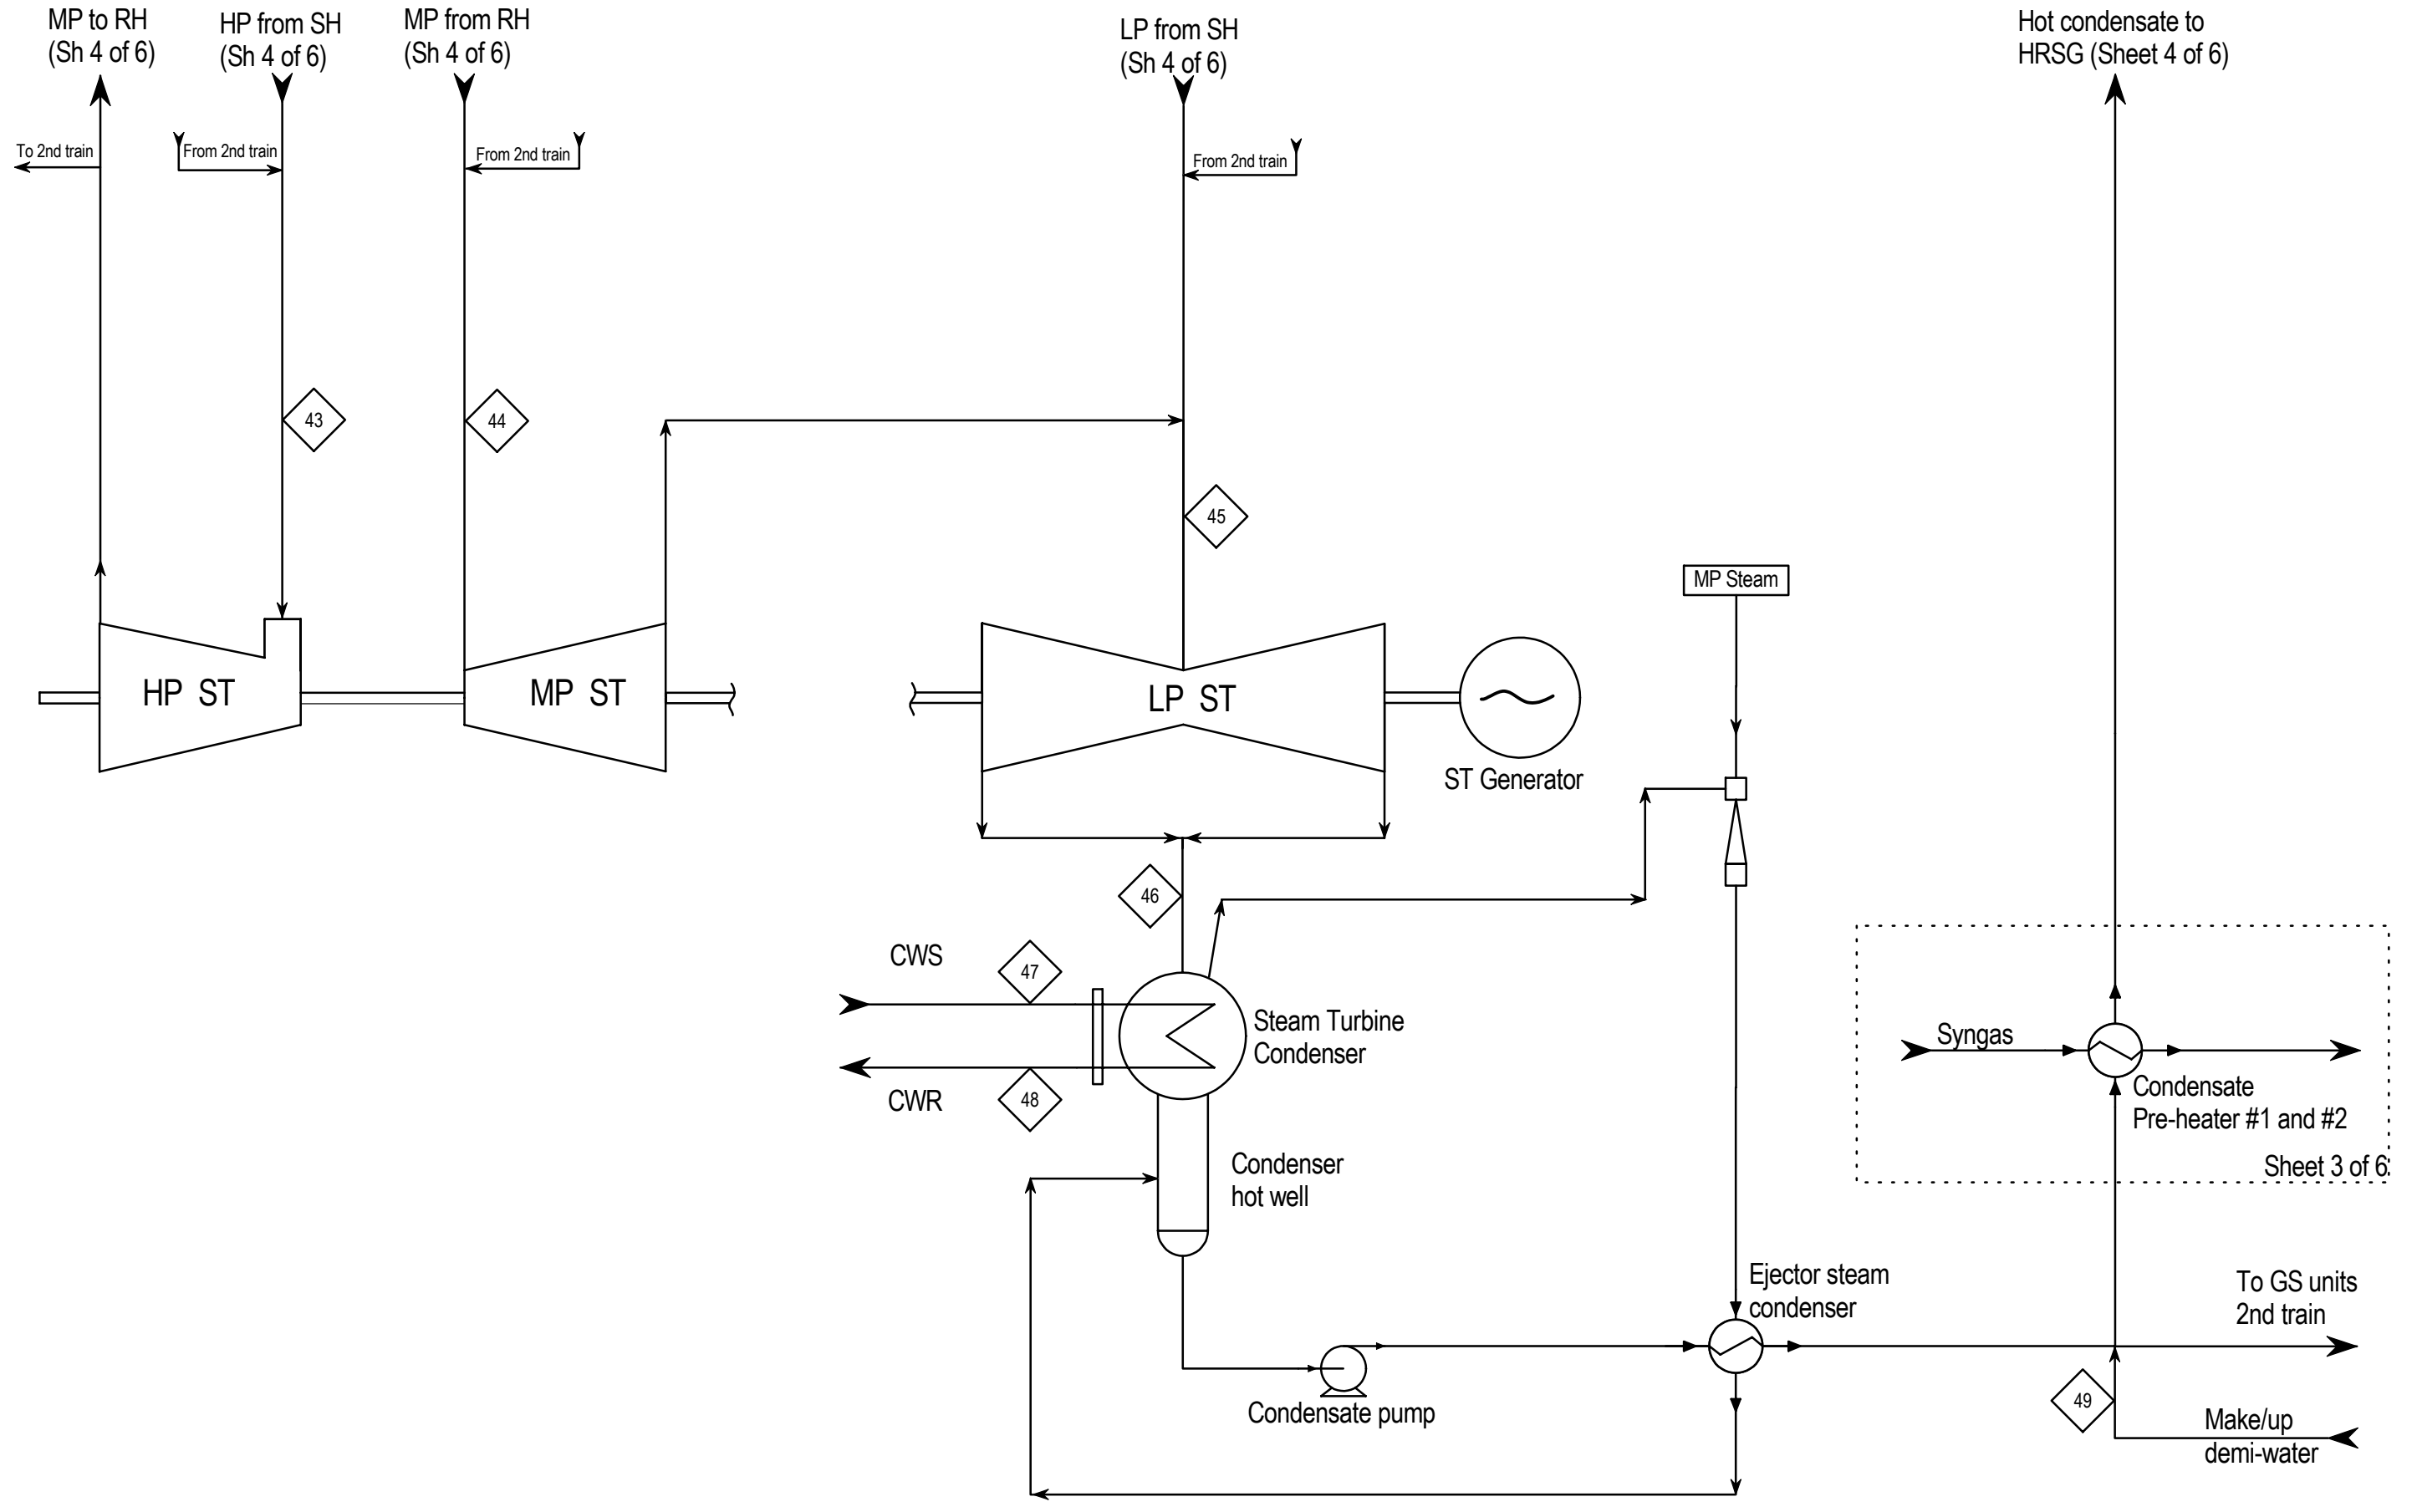 MP to RH
(Sh 4 of 6)
HP from SH
(Sh 4 of 6)
MP from RH
(Sh 4 of 6)
LP from SH
(Sh 4 of 6)
Hot condensate to
HRSG (Sheet 4 of 6)
To 2nd train
From 2nd train
From 2nd train
From 2nd train
43
44
45
MP Steam
HP ST
MP ST
LP ST
ST Generator
46
CWS
47
Steam Turbine
Condenser
CWR
48
Syngas
Condensate
Pre-heater #1 and #2
Sheet 3 of 6
Condenser
hot well
Ejector steam
condenser
To GS units
2nd train
Condensate pump
49
Make/up
demi-water